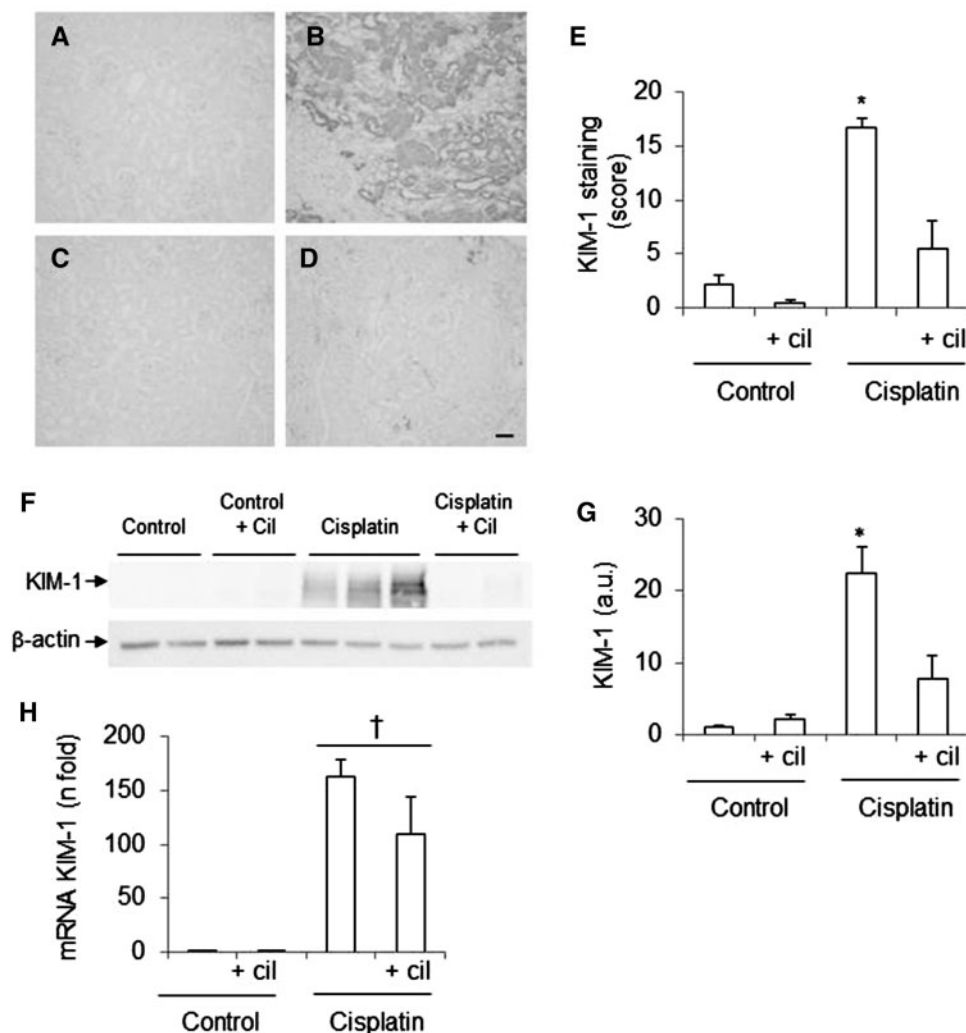 A
B
C
D
E
20
15
10
5
0
KIM-1 staining
(score)
*
+ cil
+ cil
Control
Cisplatin
F
Control
Control
+ Cil
Cisplatin
Cisplatin
+ Cil
KIM-1
β-actin
G
30
20
10
0
KIM-1 (a.u.)
*
+ cil
+ cil
Control
Cisplatin
H
200
150
100
50
0
mRNA KIM-1 (n fold)
†
+ cil
+ cil
Control
Cisplatin